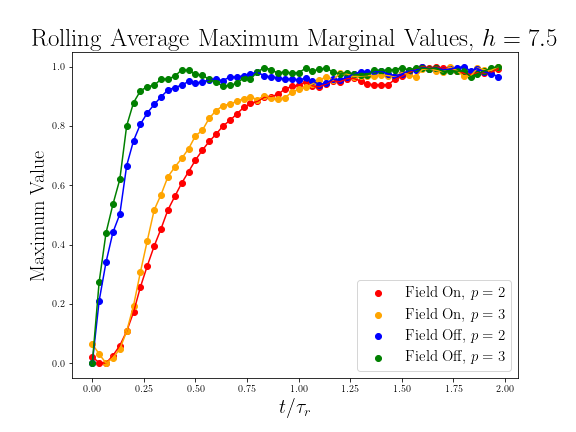 Rolling Average Maximum Marginal Values, h = 7.5
Maximum Value
1.0
0.8
0.6
0.4
0.2
0.0
Field On, p = 2
Field On, p = 3
Field Off, p = 2
Field Off, p = 3
0.00 0.25 0.50 0.75 1.00 1.25 1.50 1.75 2.00
t/τr